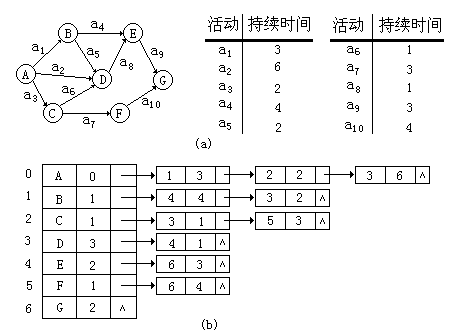 a₄
B E
a₁ a₅ a₈ a₉
a₂
A D G
a₃ a₆ a₁₀
C F
a₇
(a)
活动 持续时间 活动 持续时间
a₁ 3 a₆ 1
a₂ 6 a₇ 3
a₃ 2 a₈ 1
a₄ 4 a₉ 3
a₅ 2 a₁₀ 4
0 A 0 1 3 2 2 3 6 ^
1 B 1 4 4 3 2 ^
2 C 1 3 1 5 3 ^
3 D 3 4 1 ^
4 E 2 6 3 ^
5 F 1 6 4 ^
6 G 2 ^
(b)